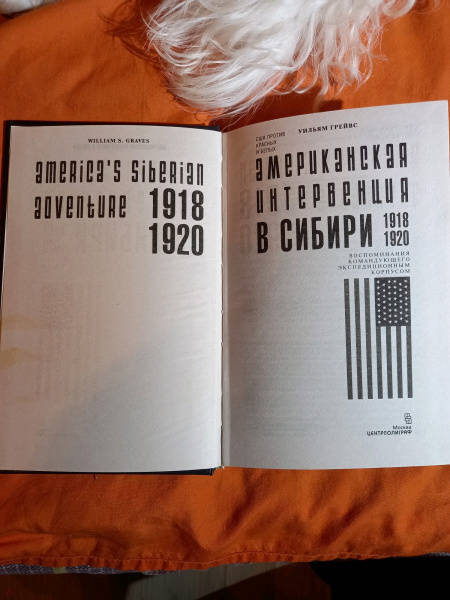 WILLIAM S. GRAVES
america's siberian
adventure 1918
1920
США ПРОТИВ
КРАСНЫХ
И БЕЛЫХ
УИЛЬЯМ ГРЕЙВС
американская
интервенция
в сибири 1918
1920
ВОСПОМИНАНИЯ
КОМАНДУЮЩЕГО
ЭКСПЕДИЦИОННЫМ
КОРПУСОМ
Москва
ЦЕНТРПОЛИГРАФ